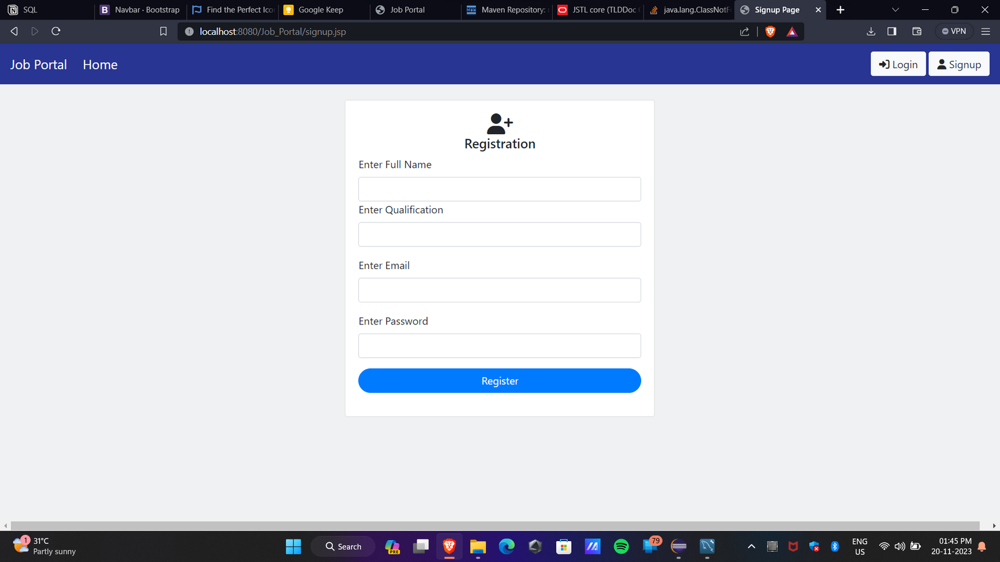 SQL
Navbar · Bootstrap
Find the Perfect Ico
Google Keep
Job Portal
Maven Repository:
JSTL core (TLDDoc
java.lang.ClassNotF
Signup Page
localhost:8080/Job_Portal/signup.jsp
VPN
Job Portal
Home
Login
Signup
Registration
Enter Full Name
Enter Qualification
Enter Email
Enter Password
Register
1
31°C
Partly sunny
Search
PRE
79
ENG
US
01:45 PM
20-11-2023